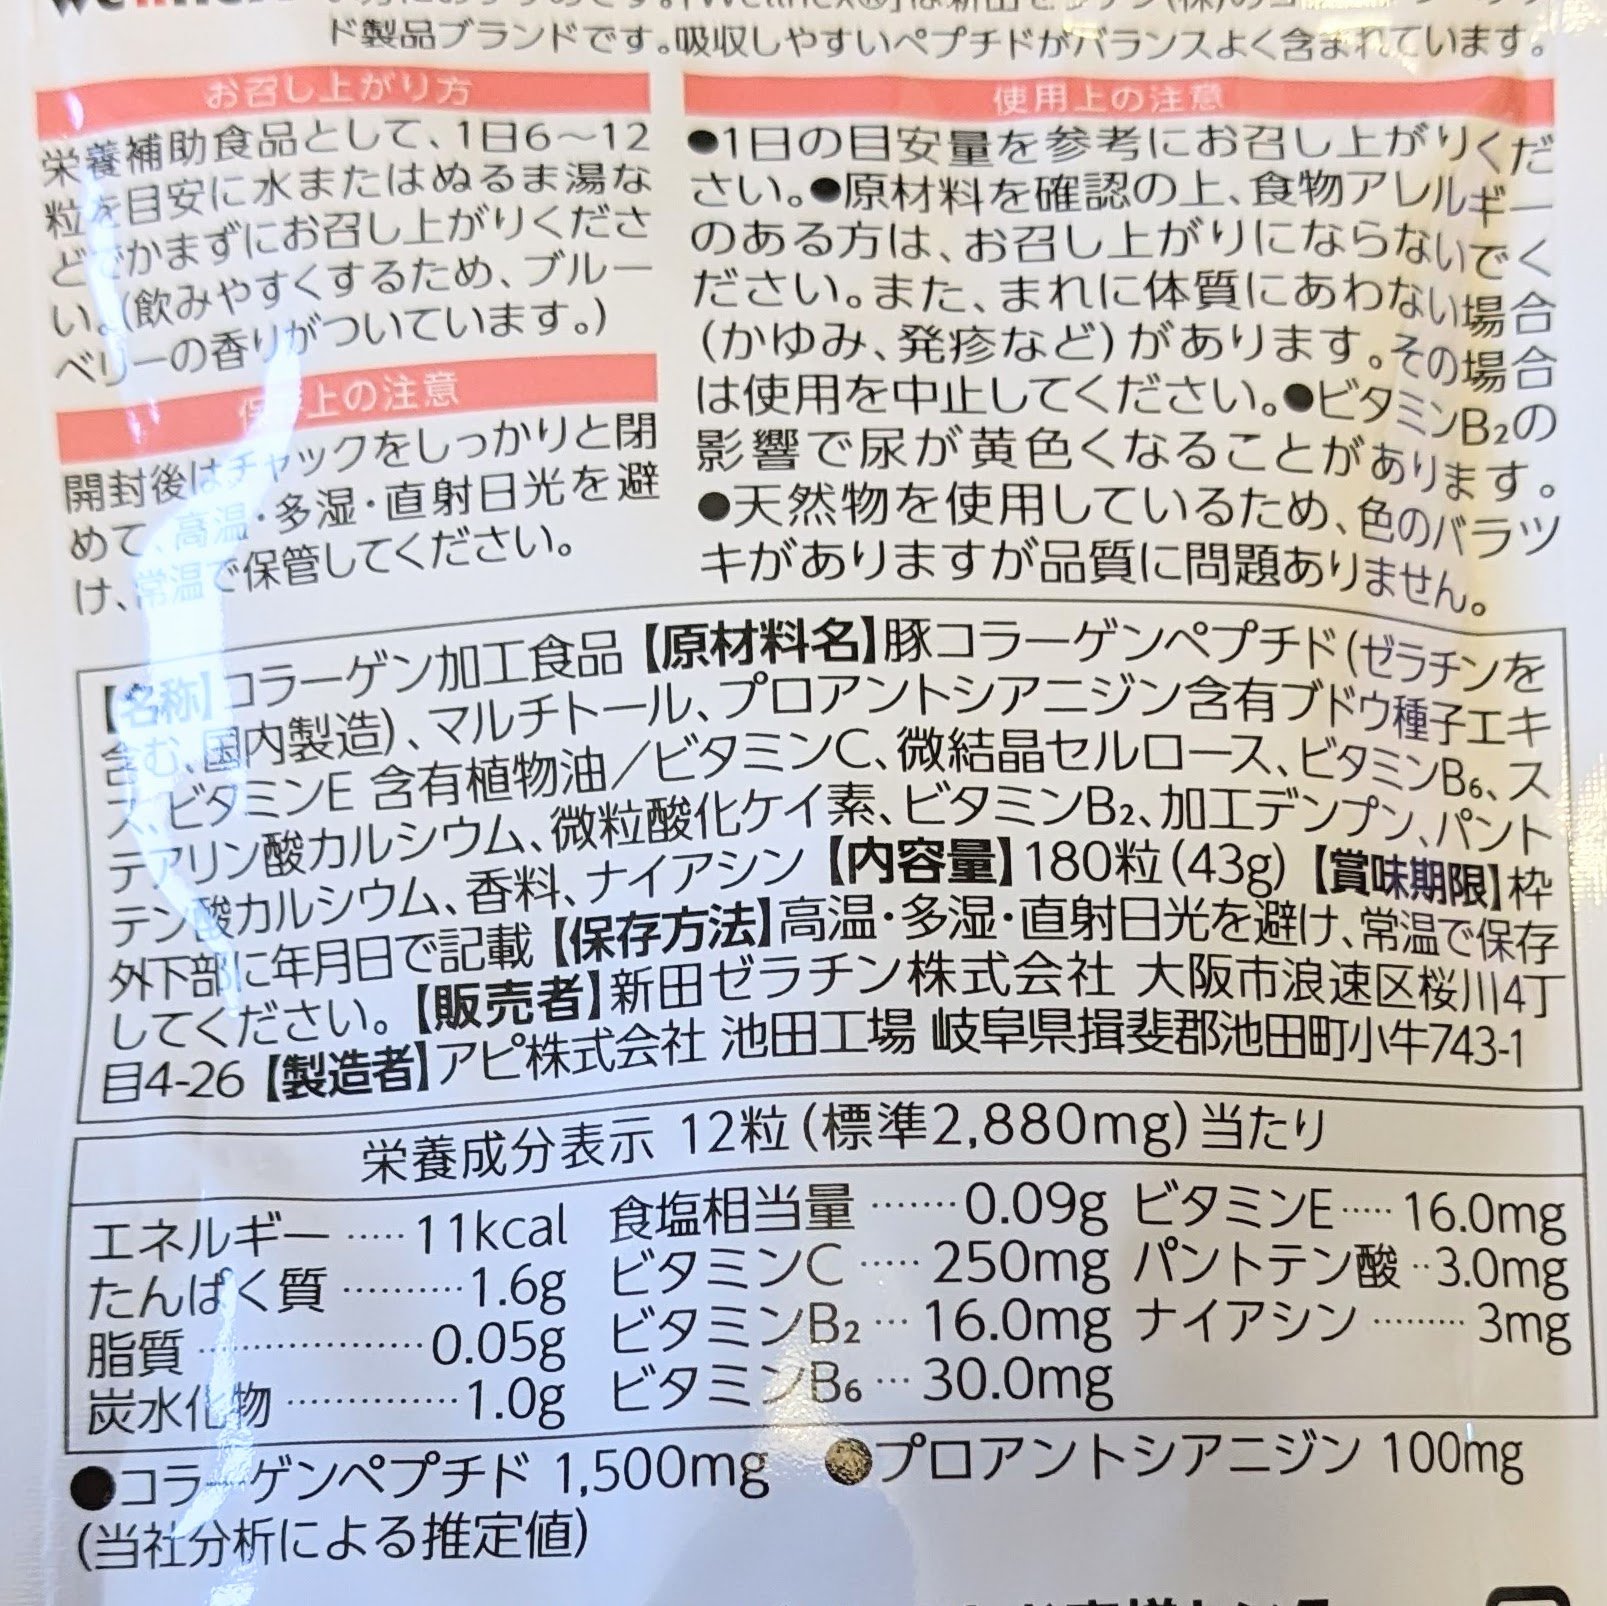 ド製品ブランドです。吸収しやすいペプチドがバランスよく含まれています。
お召し上がり方
栄養補助食品として、1日6～12
粒を目安に水またはぬるま湯な
どでかまずにお召し上がりくださ
い。(飲みやすくするため、ブルー
ベリーの香りがついています。)
保存上の注意
開封後はチャックをしっかりと閉
めて、高温・多湿・直射日光を避
け、常温で保管してください。
使用上の注意
●1日の目安量を参考にお召し上がりくだ
さい。●原材料を確認の上、食物アレルギー
のある方は、お召し上がりにならないでく
ださい。また、まれに体質にあわない場合
(かゆみ、発疹など)があります。その場合
は使用を中止してください。●ビタミンB₂の
影響で尿が黄色くなることがあります。
●天然物を使用しているため、色のバラツ
キがありますが品質に問題ありません。
【名称】コラーゲン加工食品【原材料名】豚コラーゲンペプチド(ゼラチンを
含む、国内製造)、マルチトール、プロアントシアニジン含有ブドウ種子エキ
ス、ビタミンE 含有植物油／ビタミンC、微結晶セルロース、ビタミンB₆、ス
テアリン酸カルシウム、微粒酸化ケイ素、ビタミンB₂、加工デンプン、パント
テン酸カルシウム、香料、ナイアシン【内容量】180粒(43g)【賞味期限】枠
外下部に年月日で記載【保存方法】高温・多湿・直射日光を避け、常温で保存
してください。【販売者】新田ゼラチン株式会社 大阪市浪速区桜川4丁
目4-26【製造者】アピ株式会社 池田工場 岐阜県揖斐郡池田町小牛743-1
栄養成分表示 12粒(標準2,880mg)当たり
エネルギー ····· 11kcal
たんぱく質 ·········· 1.6g
脂質 ··················· 0.05g
炭水化物 ·············· 1.0g
食塩相当量 ······· 0.09g
ビタミンC ····· 250mg
ビタミンB₂ ··· 16.0mg
ビタミンB₆ ··· 30.0mg
ビタミンE ····· 16.0mg
パントテン酸 ·· 3.0mg
ナイアシン ········· 3mg
●コラーゲンペプチド 1,500mg ●プロアントシアニジン 100mg
(当社分析による推定値)